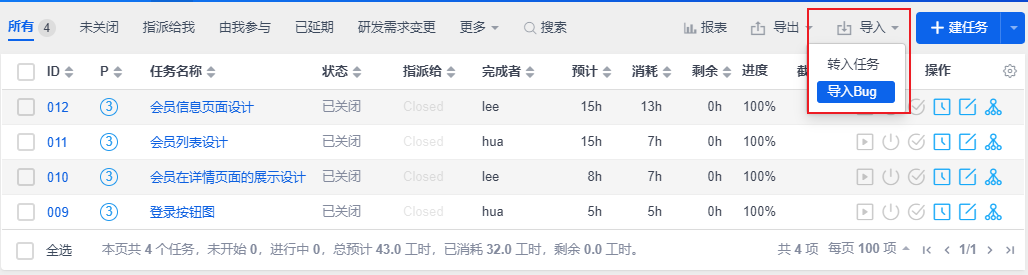 所有 4 未关闭 指派给我 由我参与 已延期 研发需求变更 更多 搜索 报表 导出 导入 建任务
转入任务
导入Bug
ID P 任务名称 状态 指派给 完成者 预计 消耗 剩余 进度 截 操作
012 3 会员信息页面设计 已关闭 Closed lee 15h 13h 0h 100%
011 3 会员列表设计 已关闭 Closed hua 15h 7h 0h 100%
010 3 会员在详情页面的展示设计 已关闭 Closed lee 8h 7h 0h 100%
009 3 登录按钮图 已关闭 Closed hua 5h 5h 0h 100%
全选 本页共 4 个任务，未开始 0，进行中 0，总预计 43.0 工时，已消耗 32.0 工时，剩余 0.0 工时。 共 4 项 每页 100 项 1/1